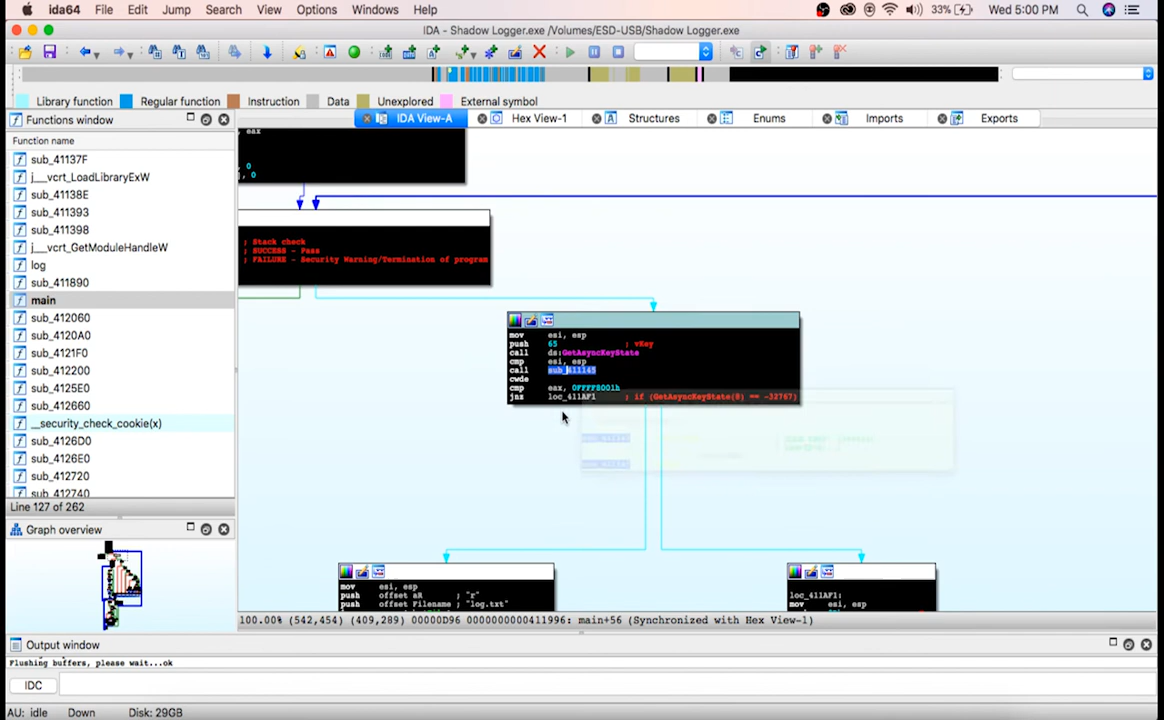 ida64 File Edit Jump Search View Options Windows Help 33% Wed 5:00 PM
IDA - Shadow Logger.exe /Volumes/ESD-USB/Shadow Logger.exe
Library function Regular function Instruction Data Unexplored External symbol
Functions window
IDA View-A Hex View-1 Structures Enums Imports Exports
Function name
sub_41137F
j___vcrt_LoadLibraryExW
sub_41138E
sub_411393
sub_411398
j___vcrt_GetModuleHandleW
log
sub_411890
main
sub_412060
sub_4120A0
sub_4121F0
sub_412240
sub_4125E0
sub_412660
__security_check_cookie(x)
sub_4126D0
sub_4126E0
sub_412720
sub_412740
Line 127 of 262
Graph overview
, eax
, 0
, 0
; Stack check
; SUCCESS - Pass
; FAILURE - Security Warning/Termination of program
mov esi, esp
push 65 ; vKey
call ds:GetAsyncKeyState
cmp esi, esp
call sub_411145
cwde
cmp eax, 0FFFF8001h
jnz loc_411AF1 ; if (GetAsyncKeyState(8) == -32767)
mov esi, esp
push offset aR ; "r"
push offset Filename ; "log.txt"
loc_411AF1:
mov esi, esp
100.00% (542,454) (409,289) 00000D96 0000000000411996: main+56 (Synchronized with Hex View-1)
Output window
Flushing buffers, please wait...ok
IDC
AU: idle Down Disk: 29GB